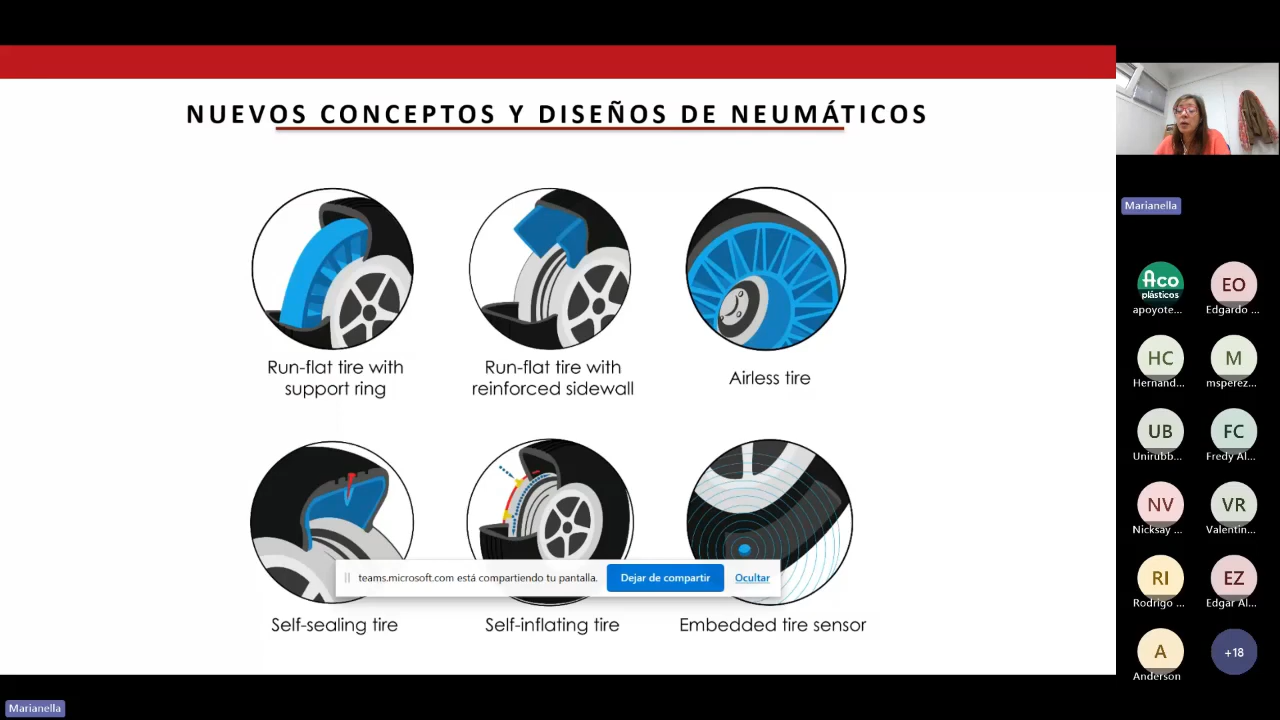 NUEVOS CONCEPTOS Y DISEÑOS DE NEUMÁTICOS
Run-flat tire with
support ring
Run-flat tire with
reinforced sidewall
Airless tire
teams.microsoft.com está compartiendo tu pantalla.
Dejar de compartir
Ocultar
Self-sealing tire
Self-inflating tire
Embedded tire sensor
Marianella
Aco
plásticos
EO
apoyote...
Edgardo ...
HC
M
Hernand...
msperez...
UB
FC
Unirubb...
Fredy Al...
NV
VR
Nicksay ...
Valentin...
RI
EZ
Rodrigo ...
Edgar Al...
A
+18
Anderson
Marianella